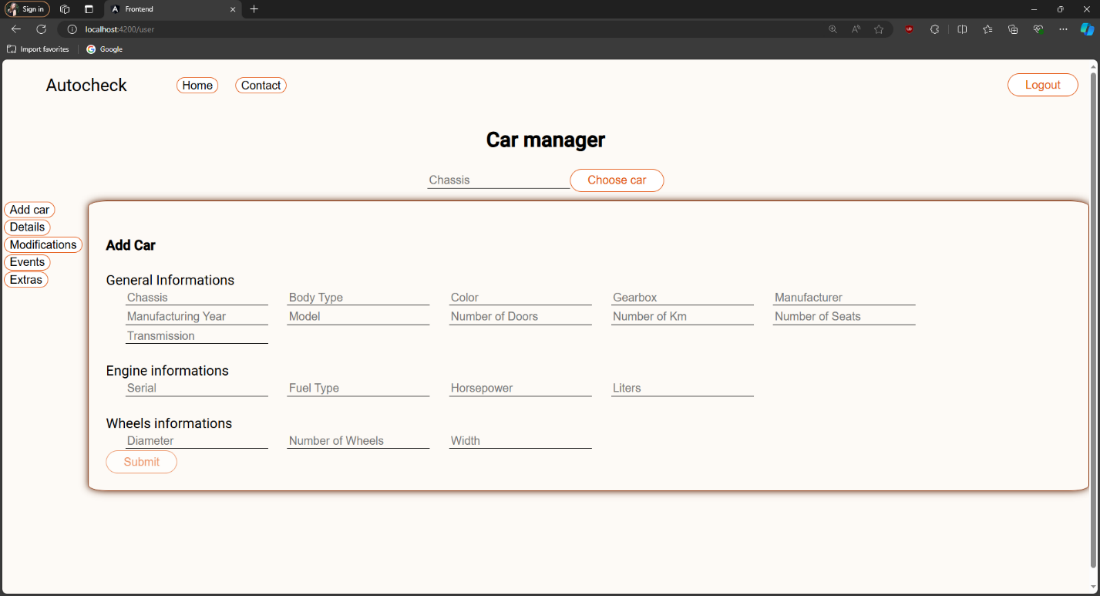 Sign in
Frontend
localhost:4200/user
Import favorites
Google
Autocheck
Home
Contact
Logout
Car manager
Chassis
Choose car
Add car
Details
Modifications
Events
Extras
Add Car
General Informations
Chassis Body Type Color Gearbox Manufacturer
Manufacturing Year Model Number of Doors Number of Km Number of Seats
Transmission
Engine informations
Serial Fuel Type Horsepower Liters
Wheels informations
Diameter Number of Wheels Width
Submit